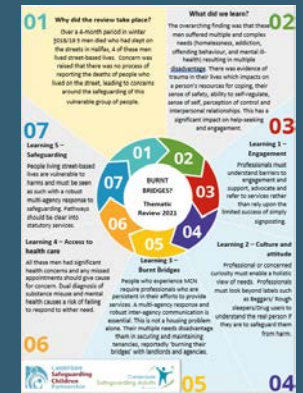 01
Why did the review take place?
Over a 6-month period in winter
2018/19 5 men died who had slept on
the streets in Halifax, 4 of these men
lived street-based lives. Concern was
raised that there was no process of
reporting the deaths of people who
lived on the street, leading to concerns
around the safeguarding of this
vulnerable group of people.
What did we learn?
02
The overarching finding was that these
men suffered multiple and complex
needs (homelessness, addiction,
offending behaviour, and mental ill-
health) resulting in multiple
disadvantage. There was evidence of
trauma in their lives which impacts on
a person's resources for coping, their
sense of safety, ability to self-regulate,
sense of self, perception of control and
interpersonal relationships. This has a
significant impact on help-seeking
and engagement.
03
Learning 1 –
Engagement
Professionals must
understand barriers to
engagement and
support, advocate and
refer to services rather
than rely upon the
limited success of simply
signposting.
Learning 2 – Culture and
attitude
Professional or concerned
curiosity must enable a holistic
view of needs. Professionals
must look beyond labels such
as Beggars/ Rough
sleepers/Drug users to
understand the real person if
they are to safeguard them
from harm.
04
Learning 3 –
Burnt Bridges
People who experience MCN
require professionals who are
persistent in their efforts to provide
services. A multi-agency response and
robust inter-agency communication is
essential. This is not a housing problem
alone. Their multiple needs disadvantage
them in securing and maintaining
tenancies, reportedly 'burning their
bridges' with landlords and agencies.
05
Learning 4 – Access to
health care
All these men had significant
health concerns and any missed
appointments should give cause
for concern. Dual diagnosis of
substance misuse and mental
health causes a risk of failing
to respond to either need.
06
07
Learning 5 –
Safeguarding
People living street-based
lives are vulnerable to
harms and must be seen
as such with a robust
multi-agency response to
safeguarding. Pathways
should be clear into
statutory services.
01
02
03
04
05
06
07
BURNT
BRIDGES?
Thematic
Review 2021
Calderdale
Safeguarding
Children
Partnership
Calderdale
Safeguarding Adults